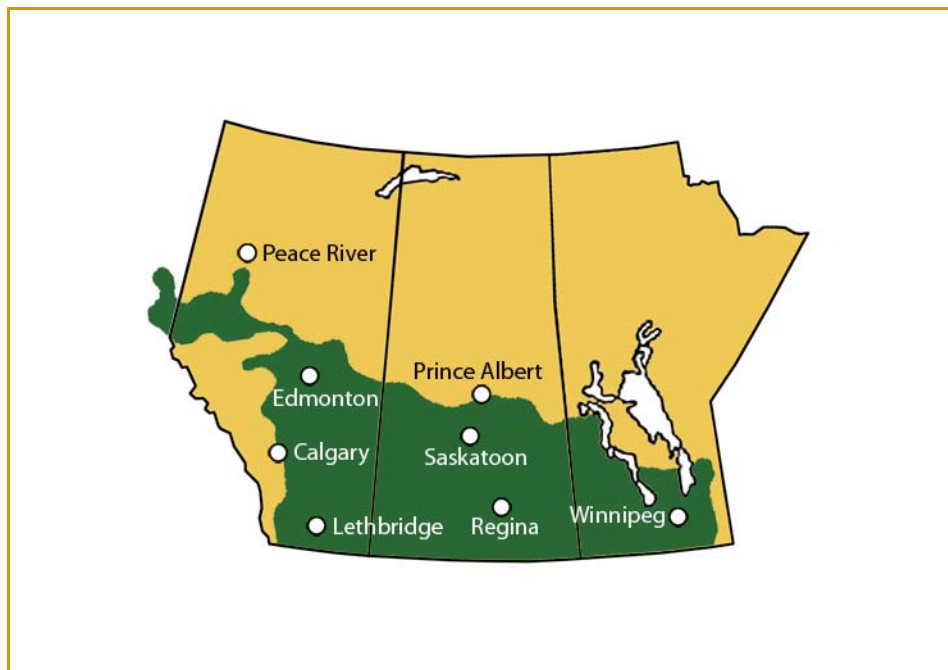 Peace River
Prince Albert
Edmonton
Calgary
Saskatoon
Lethbridge
Regina
Winnipeg